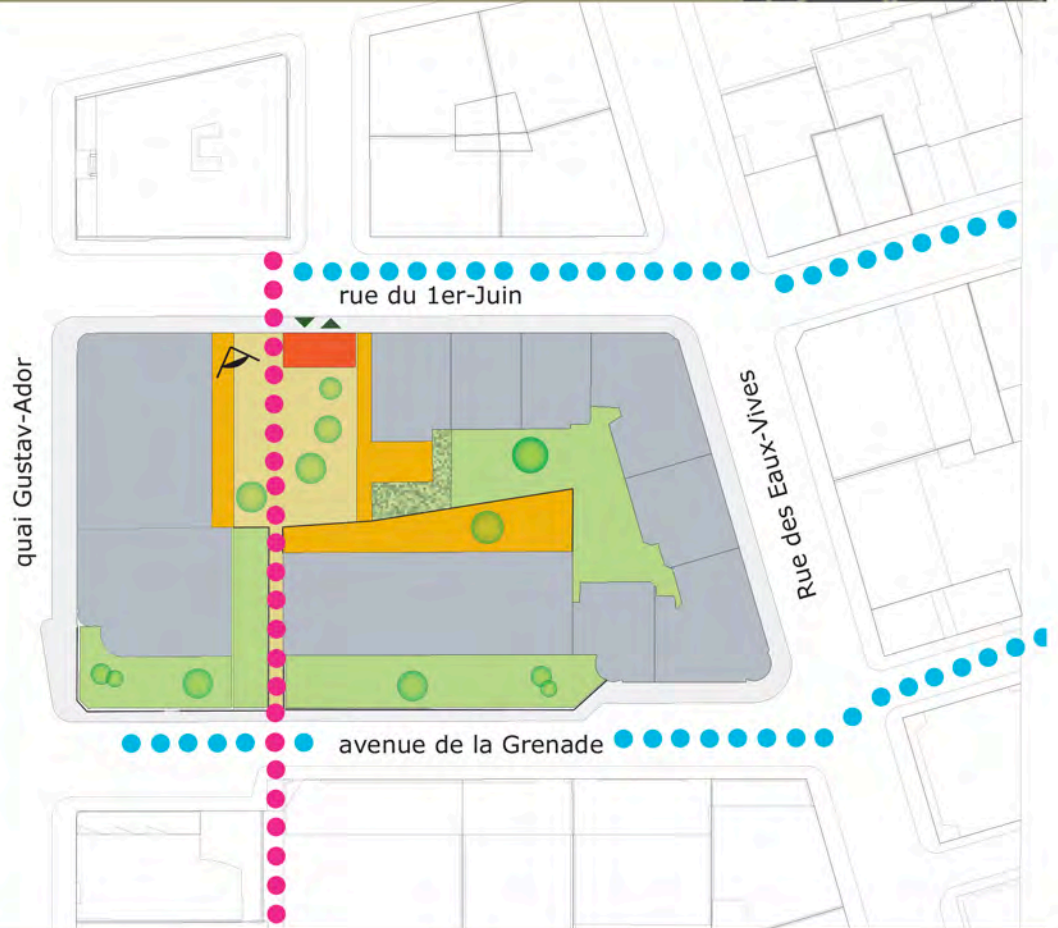 rue du 1er-Juin
quai Gustav-Ador
Rue des Eaux-Vives
avenue de la Grenade